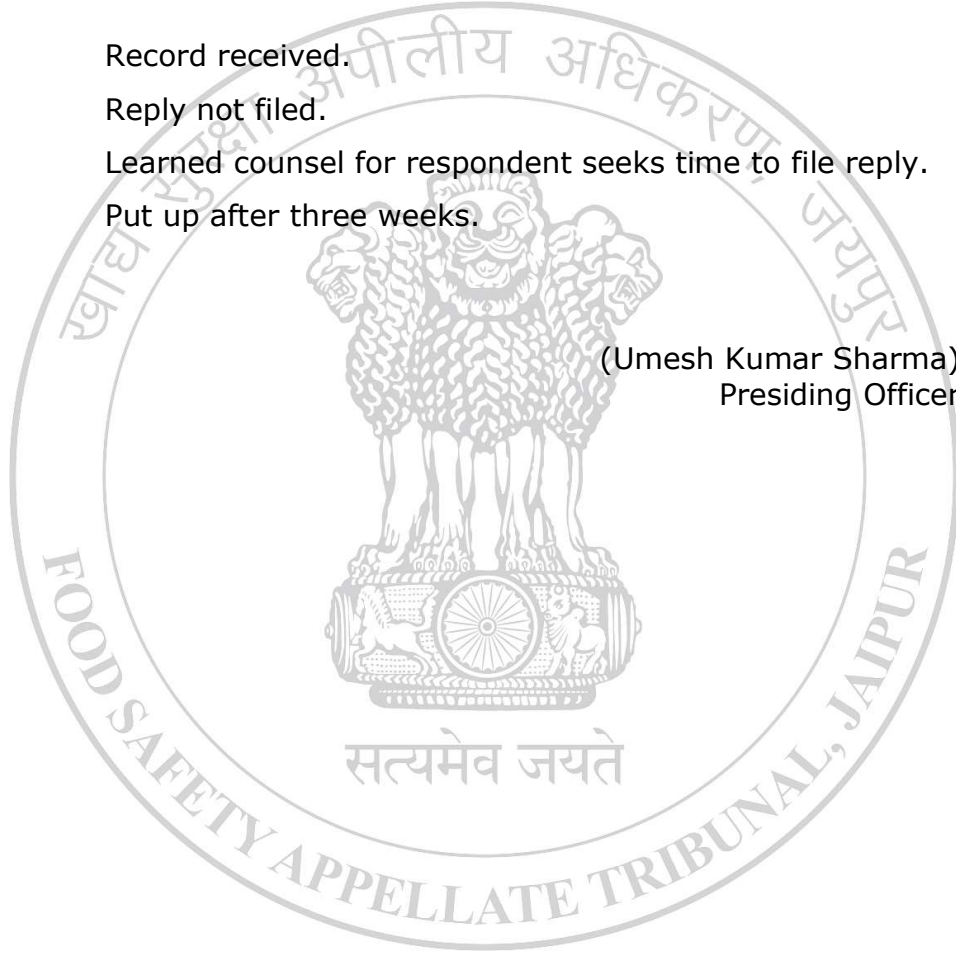 खाद्य सुरक्षा अपीलीय अधिकरण, जयपुर
Record received.
Reply not filed.
Learned counsel for respondent seeks time to file reply.
Put up after three weeks.
(Umesh Kumar Sharma)
Presiding Officer
सत्यमेव जयते
FOOD SAFETY APPELLATE TRIBUNAL, JAIPUR